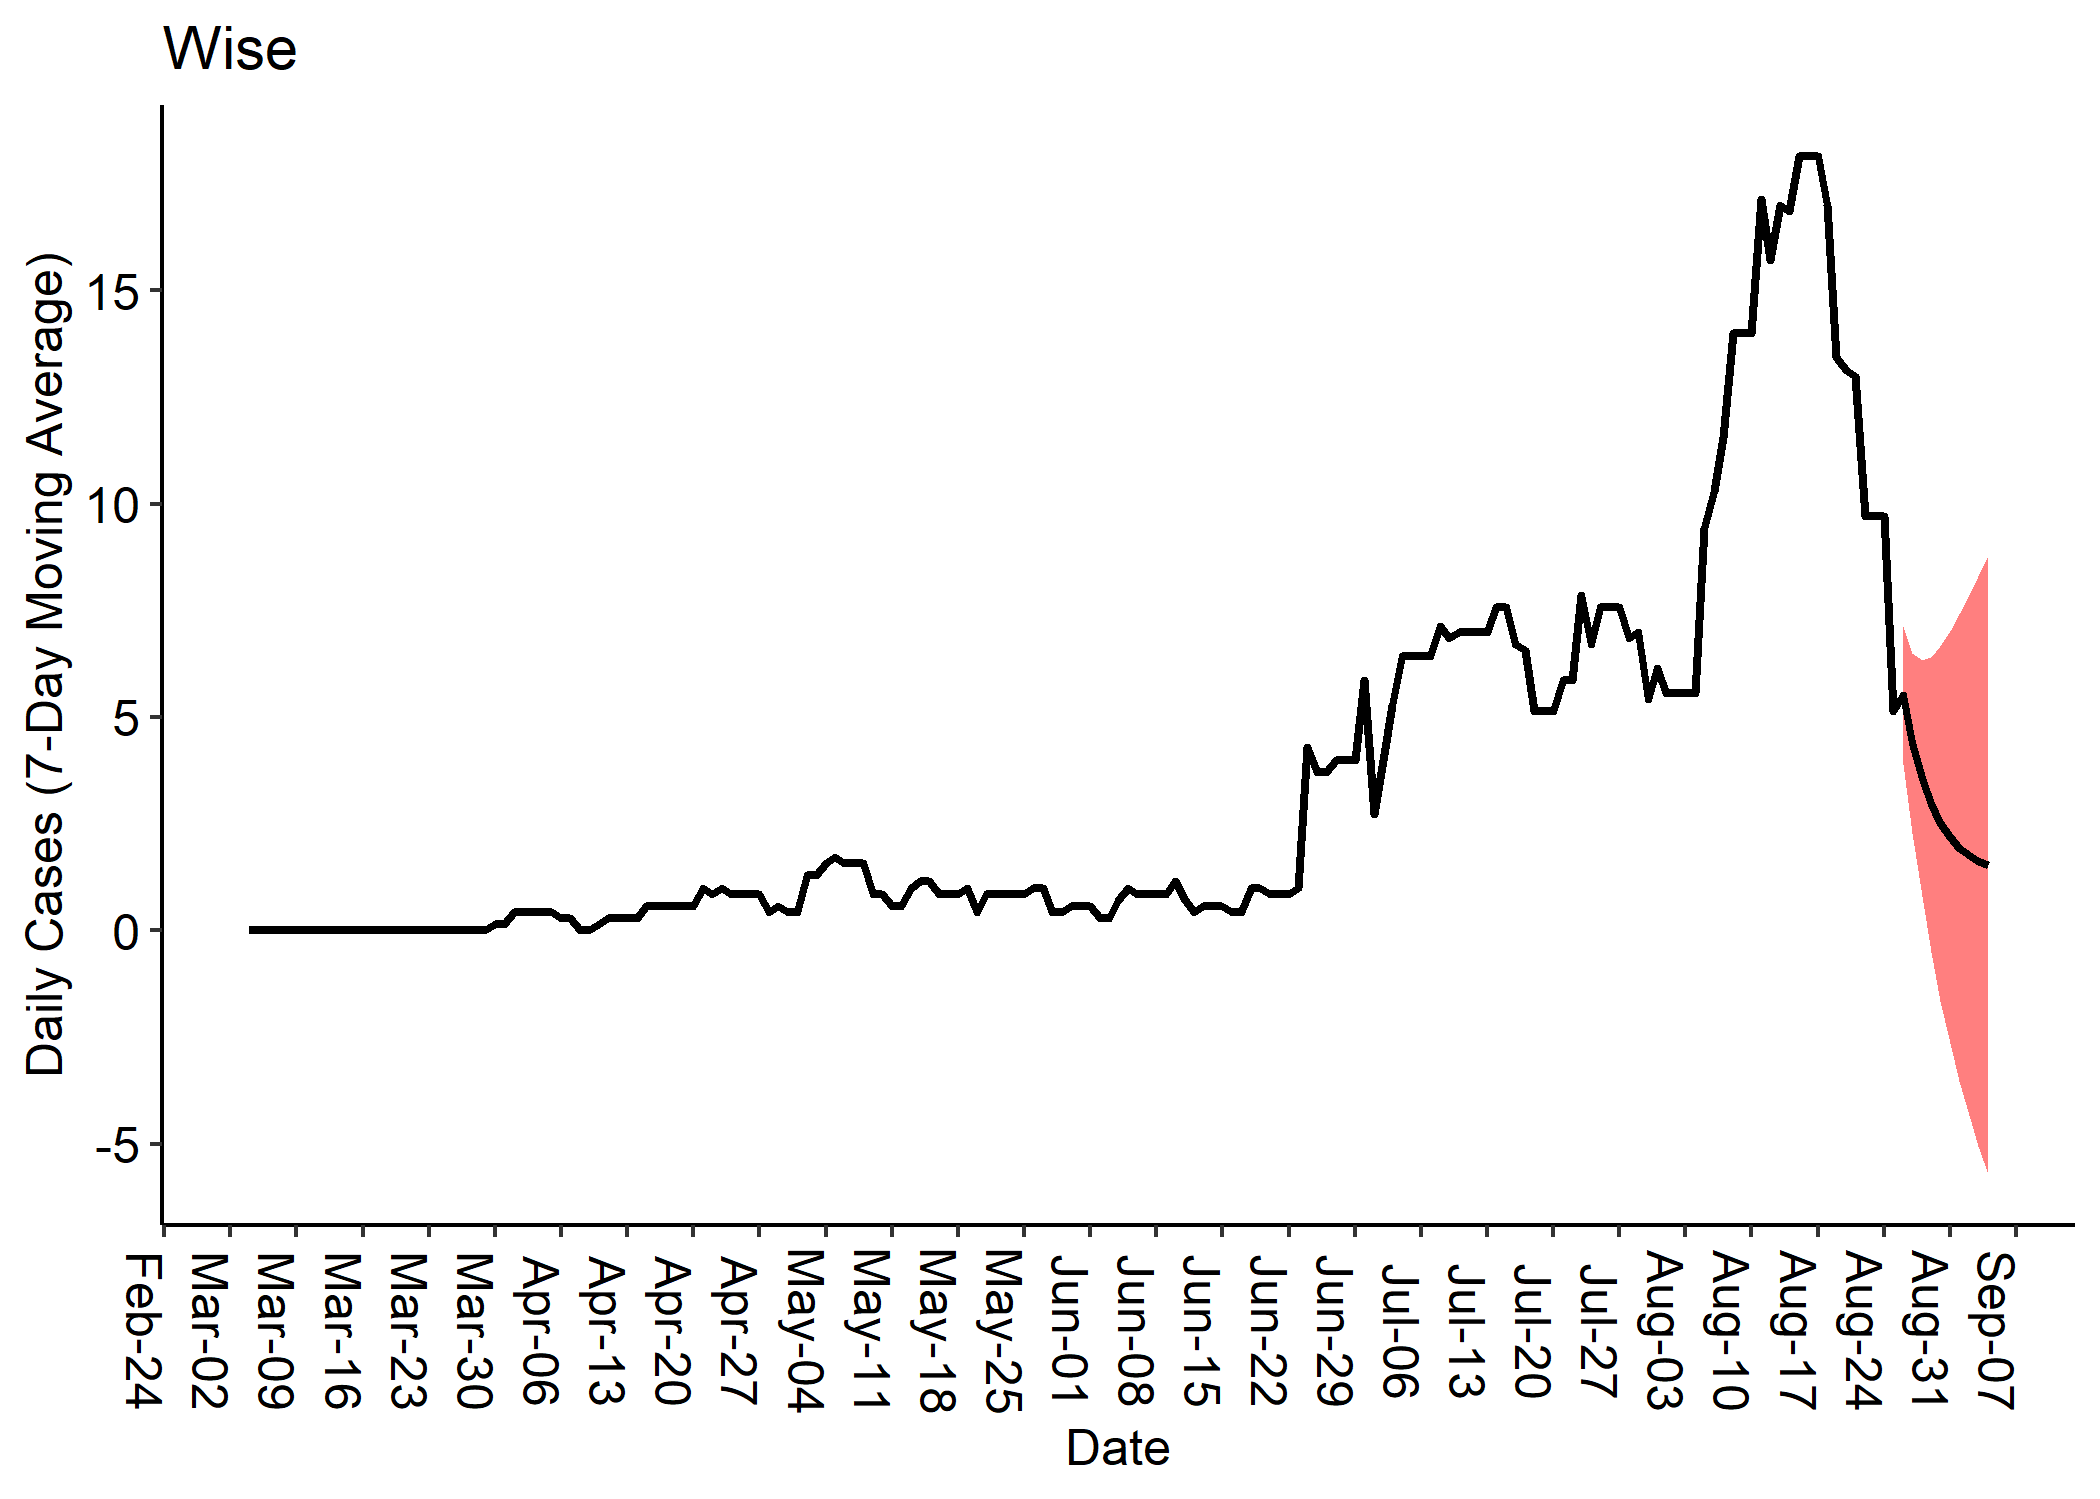 Wise
Daily Cases (7-Day Moving Average)
15
10
5
0
-5
Feb-24
Mar-02
Mar-09
Mar-16
Mar-23
Mar-30
Apr-06
Apr-13
Apr-20
Apr-27
May-04
May-11
May-18
May-25
Jun-01
Jun-08
Jun-15
Jun-22
Jun-29
Jul-06
Jul-13
Jul-20
Jul-27
Aug-03
Aug-10
Aug-17
Aug-24
Aug-31
Sep-07
Date